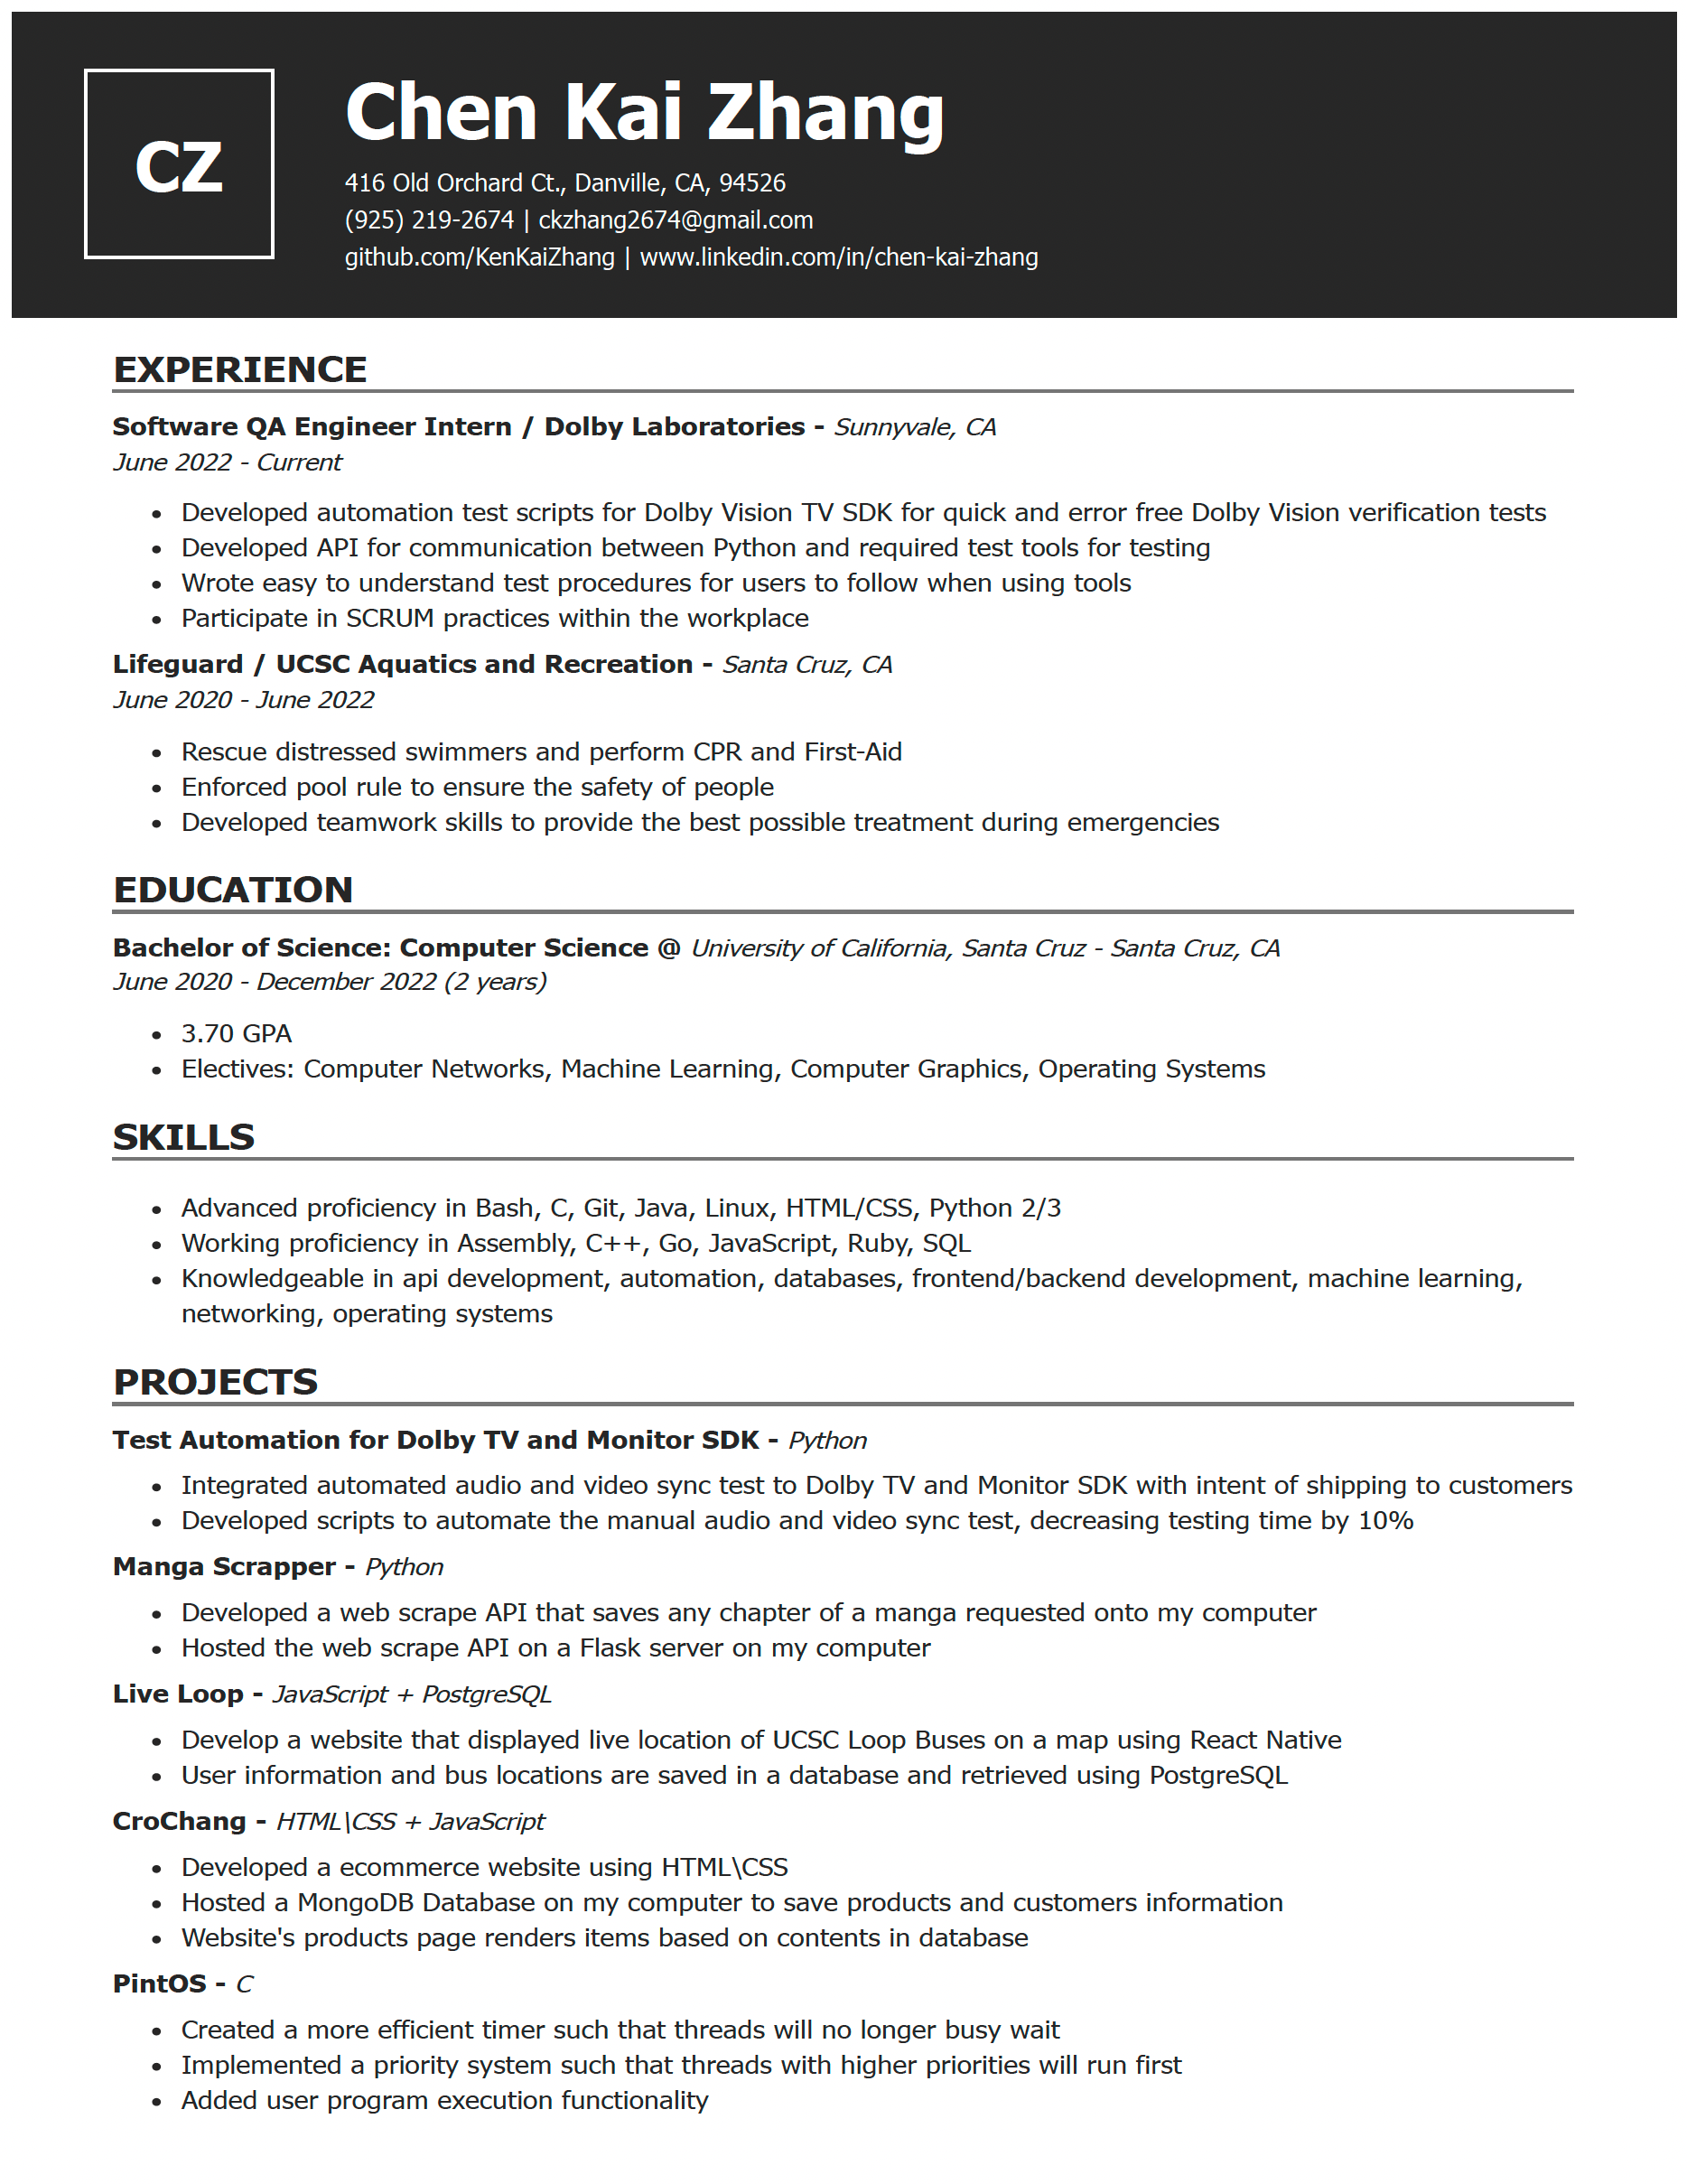 CZ
Chen Kai Zhang
416 Old Orchard Ct., Danville, CA, 94526
(925) 219-2674 | ckzhang2674@gmail.com
github.com/KenKaiZhang | www.linkedin.com/in/chen-kai-zhang
EXPERIENCE
Software QA Engineer Intern / Dolby Laboratories - Sunnyvale, CA
June 2022 - Current
• Developed automation test scripts for Dolby Vision TV SDK for quick and error free Dolby Vision verification tests
• Developed API for communication between Python and required test tools for testing
• Wrote easy to understand test procedures for users to follow when using tools
• Participate in SCRUM practices within the workplace
Lifeguard / UCSC Aquatics and Recreation - Santa Cruz, CA
June 2020 - June 2022
• Rescue distressed swimmers and perform CPR and First-Aid
• Enforced pool rule to ensure the safety of people
• Developed teamwork skills to provide the best possible treatment during emergencies
EDUCATION
Bachelor of Science: Computer Science @ University of California, Santa Cruz - Santa Cruz, CA
June 2020 - December 2022 (2 years)
• 3.70 GPA
• Electives: Computer Networks, Machine Learning, Computer Graphics, Operating Systems
SKILLS
• Advanced proficiency in Bash, C, Git, Java, Linux, HTML/CSS, Python 2/3
• Working proficiency in Assembly, C++, Go, JavaScript, Ruby, SQL
• Knowledgeable in api development, automation, databases, frontend/backend development, machine learning,
networking, operating systems
PROJECTS
Test Automation for Dolby TV and Monitor SDK - Python
• Integrated automated audio and video sync test to Dolby TV and Monitor SDK with intent of shipping to customers
• Developed scripts to automate the manual audio and video sync test, decreasing testing time by 10%
Manga Scrapper - Python
• Developed a web scrape API that saves any chapter of a manga requested onto my computer
• Hosted the web scrape API on a Flask server on my computer
Live Loop - JavaScript + PostgreSQL
• Develop a website that displayed live location of UCSC Loop Buses on a map using React Native
• User information and bus locations are saved in a database and retrieved using PostgreSQL
CroChang - HTML\CSS + JavaScript
• Developed a ecommerce website using HTML\CSS
• Hosted a MongoDB Database on my computer to save products and customers information
• Website's products page renders items based on contents in database
PintOS - C
• Created a more efficient timer such that threads will no longer busy wait
• Implemented a priority system such that threads with higher priorities will run first
• Added user program execution functionality